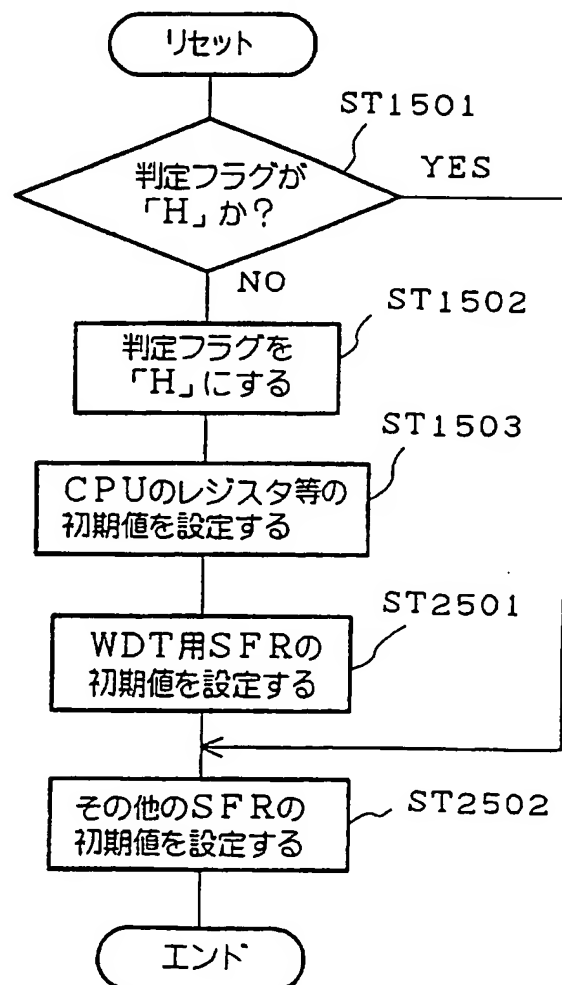 リセット
ST1501
判定フラグが
「H」か?
YES
NO
ST1502
判定フラグを
「H」にする
ST1503
CPUのレジスタ等の
初期値を設定する
ST2501
WDT用SFRの
初期値を設定する
その他のSFRの
初期値を設定する
ST2502
エンド